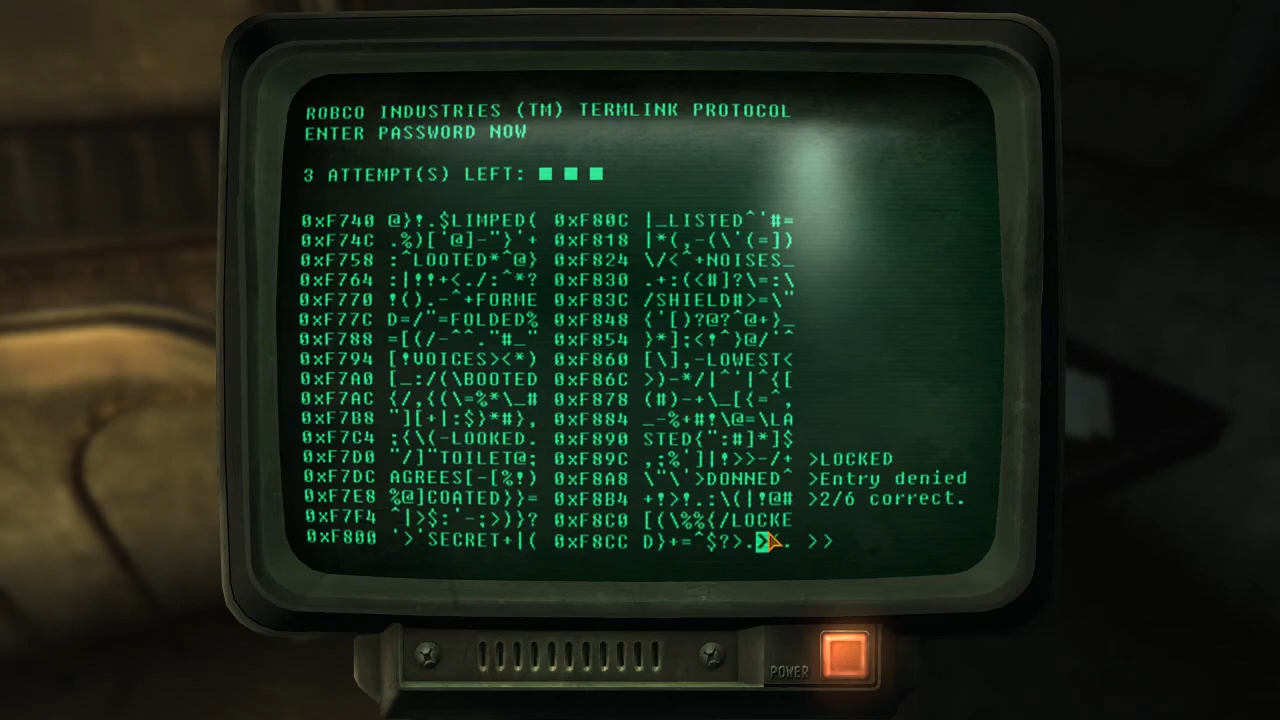 ROBCO INDUSTRIES (TM) TERMLINK PROTOCOL
ENTER PASSWORD NOW
3 ATTEMPT(S) LEFT: ■ ■ ■
0xF740 @}!.$LIMPED( 0xF80C |_LISTED^'#=
0xF74C .%)['@]-"}'+ 0xF818 |*(,-(\'(=])
0xF758 :^LOOTED*^@} 0xF824 \/<^+NOISES_
0xF764 :|!!+<./:^*? 0xF830 .+:(<#]?\=:\
0xF770 !().-^+FORME 0xF83C /SHIELD#>=\"
0xF77C D=/"=FOLDED% 0xF848 {'[)?@?^@+}_
0xF788 =[(/-^^."#_" 0xF854 }*];<!^}@/'^
0xF794 [!VOICES><*) 0xF860 [\],-LOWEST<
0xF7A0 [_:/(\BOOTED 0xF86C >)-*/|^'|^{[
0xF7AC {/,{(\=%*\_# 0xF878 (#)-+\_[{=^,
0xF7B8 "][+|:$}*#}, 0xF884 _-%+#!\@=\LA
0xF7C4 ;{\(-LOOKED. 0xF890 STED{":#]*]$
0xF7D0 "/]"TOILET@; 0xF89C ,;%']|!>>-/+ >LOCKED
0xF7DC AGREES[-[%!) 0xF8A8 \"\'>DONNED^ >Entry denied
0xF7E8 %@]COATED}}= 0xF8B4 +!>!.:\(|!@# >2/6 correct.
0xF7F4 ^|>$:'-;>)}? 0xF8C0 [(\%%{/LOCKE
0xF800 '>'SECRET+|( 0xF8CC D}+=^$?>.> . >>
POWER